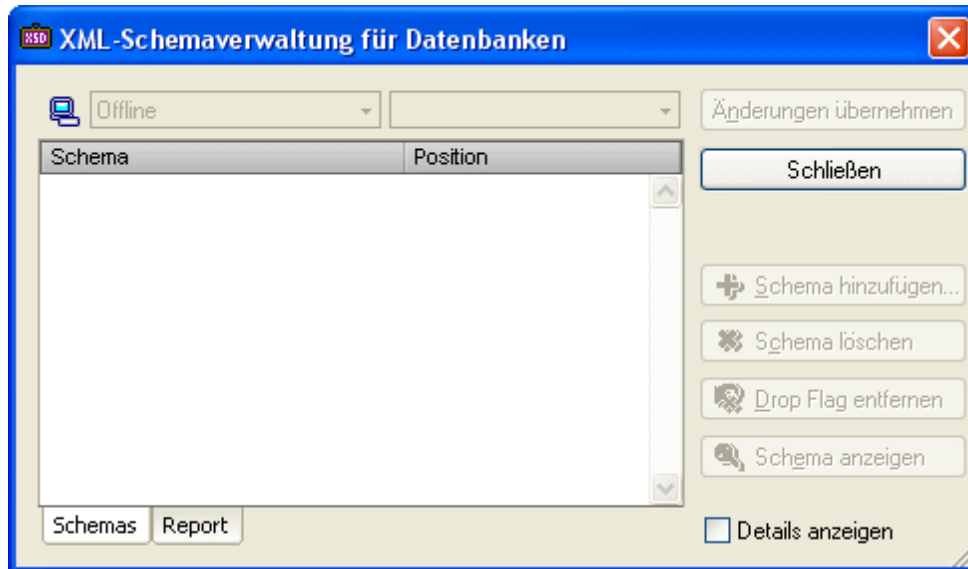 XSD XML-Schemaverwaltung für Datenbanken
Offline
Änderungen übernehmen
Schema Position
Schließen
Schema hinzufügen...
Schema löschen
Drop Flag entfernen
Schema anzeigen
Schemas Report
Details anzeigen